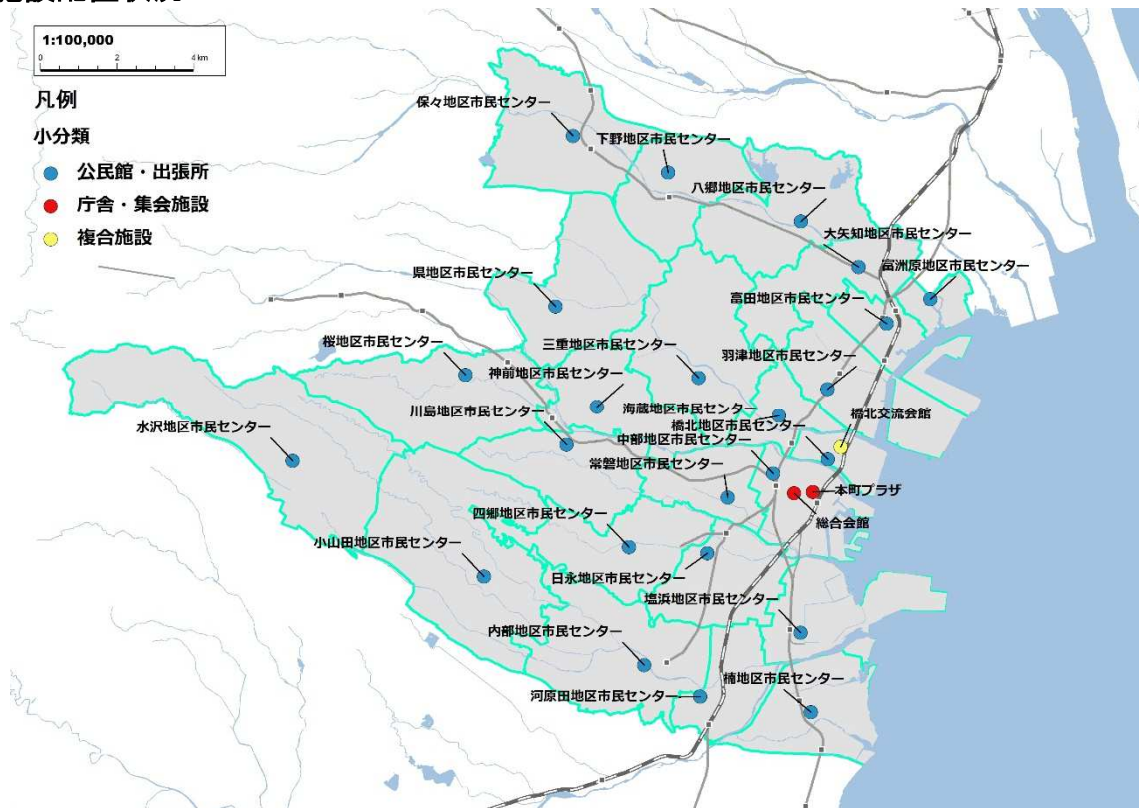 1:100,000
0 2 4 km
凡例
小分類
公民館・出張所
庁舎・集会施設
複合施設
保々地区市民センター
下野地区市民センター
八郷地区市民センター
大矢知地区市民センター
富洲原地区市民センター
県地区市民センター
富田地区市民センター
桜地区市民センター
三重地区市民センター
羽津地区市民センター
神前地区市民センター
川島地区市民センター
海蔵地区市民センター
橋北交流会館
水沢地区市民センター
橋北地区市民センター
中部地区市民センター
常磐地区市民センター
本町プラザ
四郷地区市民センター
総合会館
小山田地区市民センター
日永地区市民センター
塩浜地区市民センター
内部地区市民センター
楠地区市民センター
河原田地区市民センター